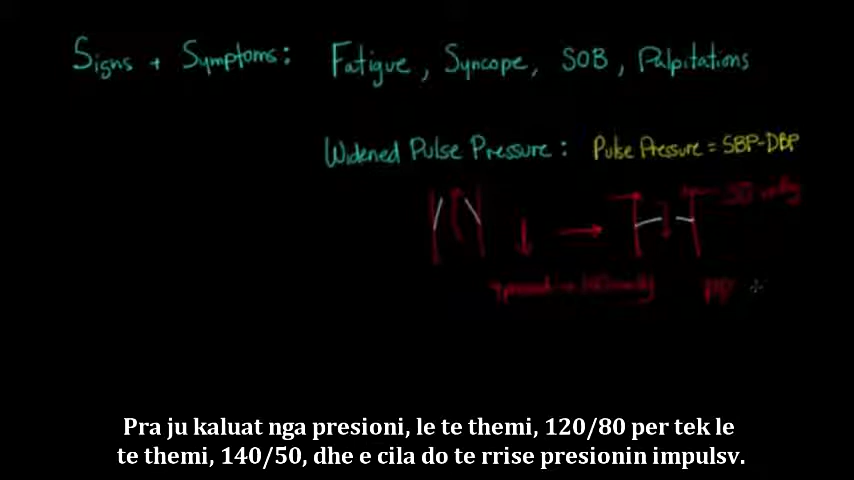 Signs + Symptoms: Fatigue, Syncope, SOB, Palpitations
Widened Pulse Pressure: Pulse Pressure = SBP-DBP
Pra ju kaluat nga presioni, le te themi, 120/80 per tek le
te themi, 140/50, dhe e cila do te rrise presionin impulsv.